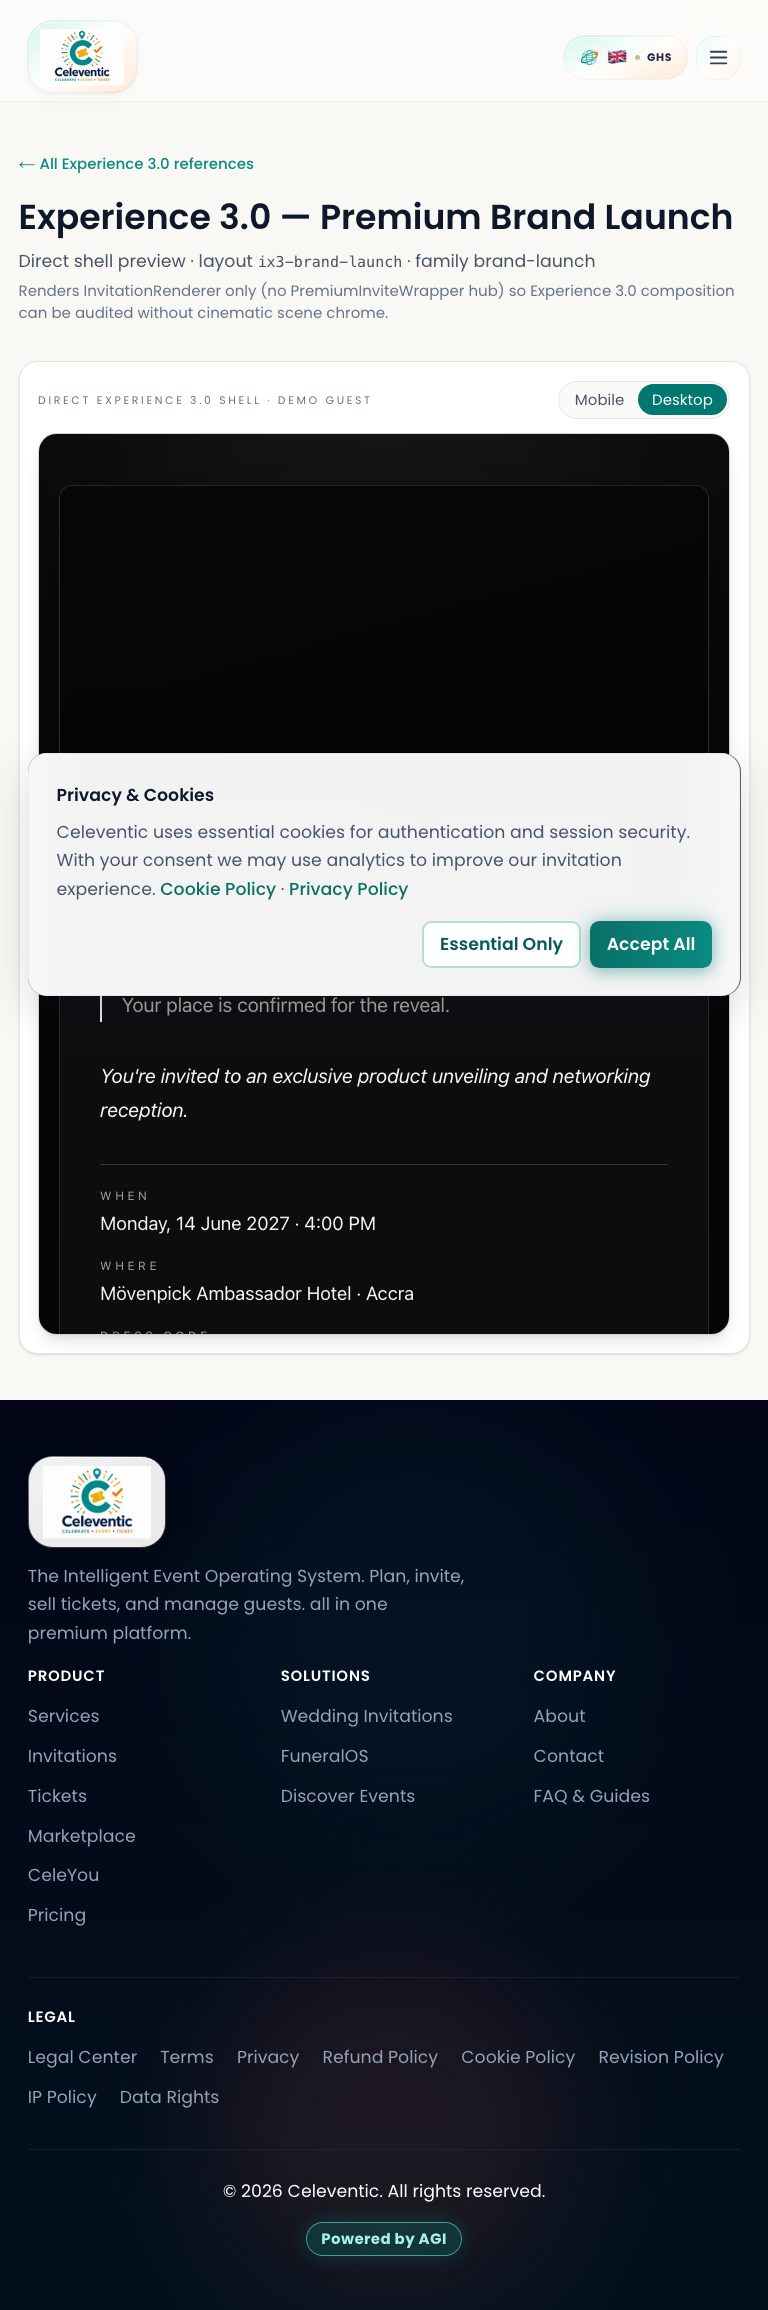 Celeventic
CELEBRATE • EVENT • TICKET
GHS
← All Experience 3.0 references
Experience 3.0 — Premium Brand Launch
Direct shell preview · layout ix3-brand-launch · family brand-launch
Renders InvitationRenderer only (no PremiumInviteWrapper hub) so Experience 3.0 composition
can be audited without cinematic scene chrome.
DIRECT EXPERIENCE 3.0 SHELL · DEMO GUEST
Mobile
Desktop
Privacy & Cookies
Celeventic uses essential cookies for authentication and session security.
With your consent we may use analytics to improve our invitation
experience. Cookie Policy · Privacy Policy
Essential Only
Accept All
Your place is confirmed for the reveal.
You're invited to an exclusive product unveiling and networking
reception.
WHEN
Monday, 14 June 2027 · 4:00 PM
WHERE
Mövenpick Ambassador Hotel · Accra
Celeventic
CELEBRATE • EVENT • TICKET
The Intelligent Event Operating System. Plan, invite,
sell tickets, and manage guests. all in one
premium platform.
PRODUCT
Services
Invitations
Tickets
Marketplace
CeleYou
Pricing
SOLUTIONS
Wedding Invitations
FuneralOS
Discover Events
COMPANY
About
Contact
FAQ & Guides
LEGAL
Legal Center Terms Privacy Refund Policy Cookie Policy Revision Policy
IP Policy Data Rights
© 2026 Celeventic. All rights reserved.
Powered by AGI